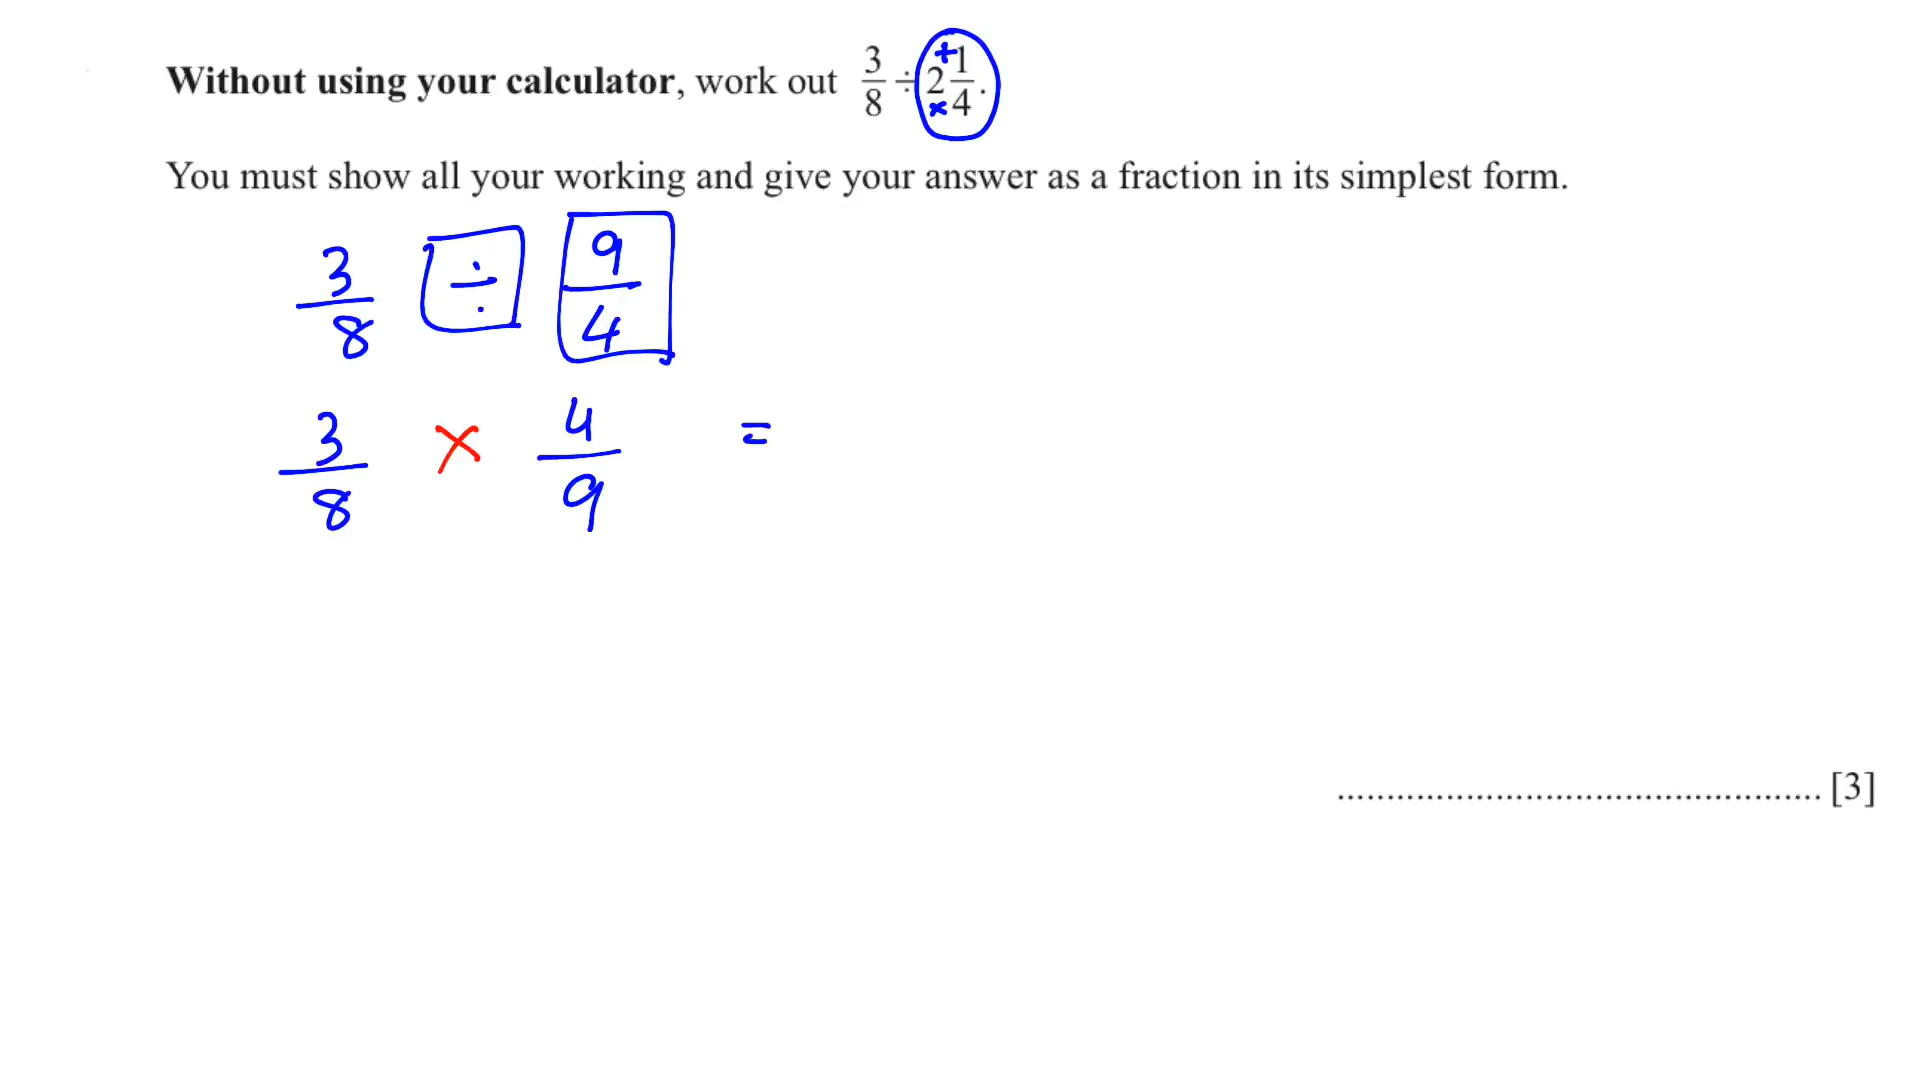 Without using your calculator, work out 3/8 ÷ 2 1/4.
+
×
You must show all your working and give your answer as a fraction in its simplest form.
3/8 ÷ 9/4
3/8 × 4/9 =
................................................ [3]